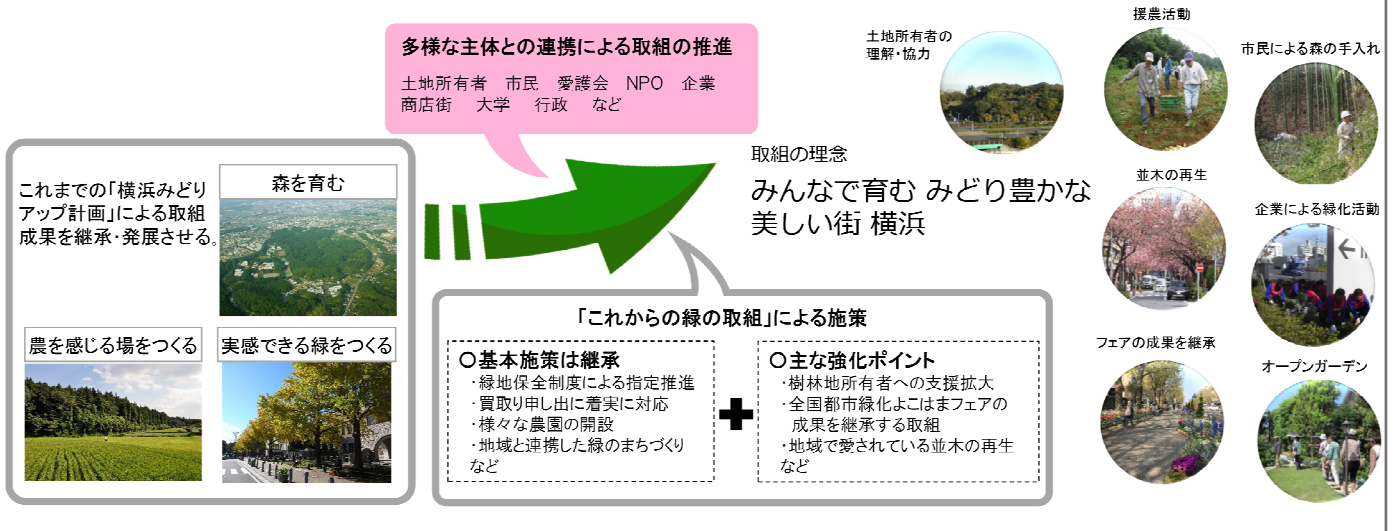 多様な主体との連携による取組の推進
土地所有者　市民　愛護会　NPO　企業
商店街　大学　行政　など
これまでの「横浜みどり
アップ計画」による取組
成果を継承・発展させる。
森を育む
農を感じる場をつくる
実感できる緑をつくる
取組の理念
みんなで育む みどり豊かな
美しい街 横浜
「これからの緑の取組」による施策
〇基本施策は継承
・緑地保全制度による指定推進
・買取り申し出に着実に対応
・様々な農園の開設
・地域と連携した緑のまちづくり
など
〇主な強化ポイント
・樹林地所有者への支援拡大
・全国都市緑化よこはまフェアの
成果を継承する取組
・地域で愛されている並木の再生
など
土地所有者の
理解・協力
援農活動
市民による森の手入れ
並木の再生
企業による緑化活動
フェアの成果を継承
オープンガーデン